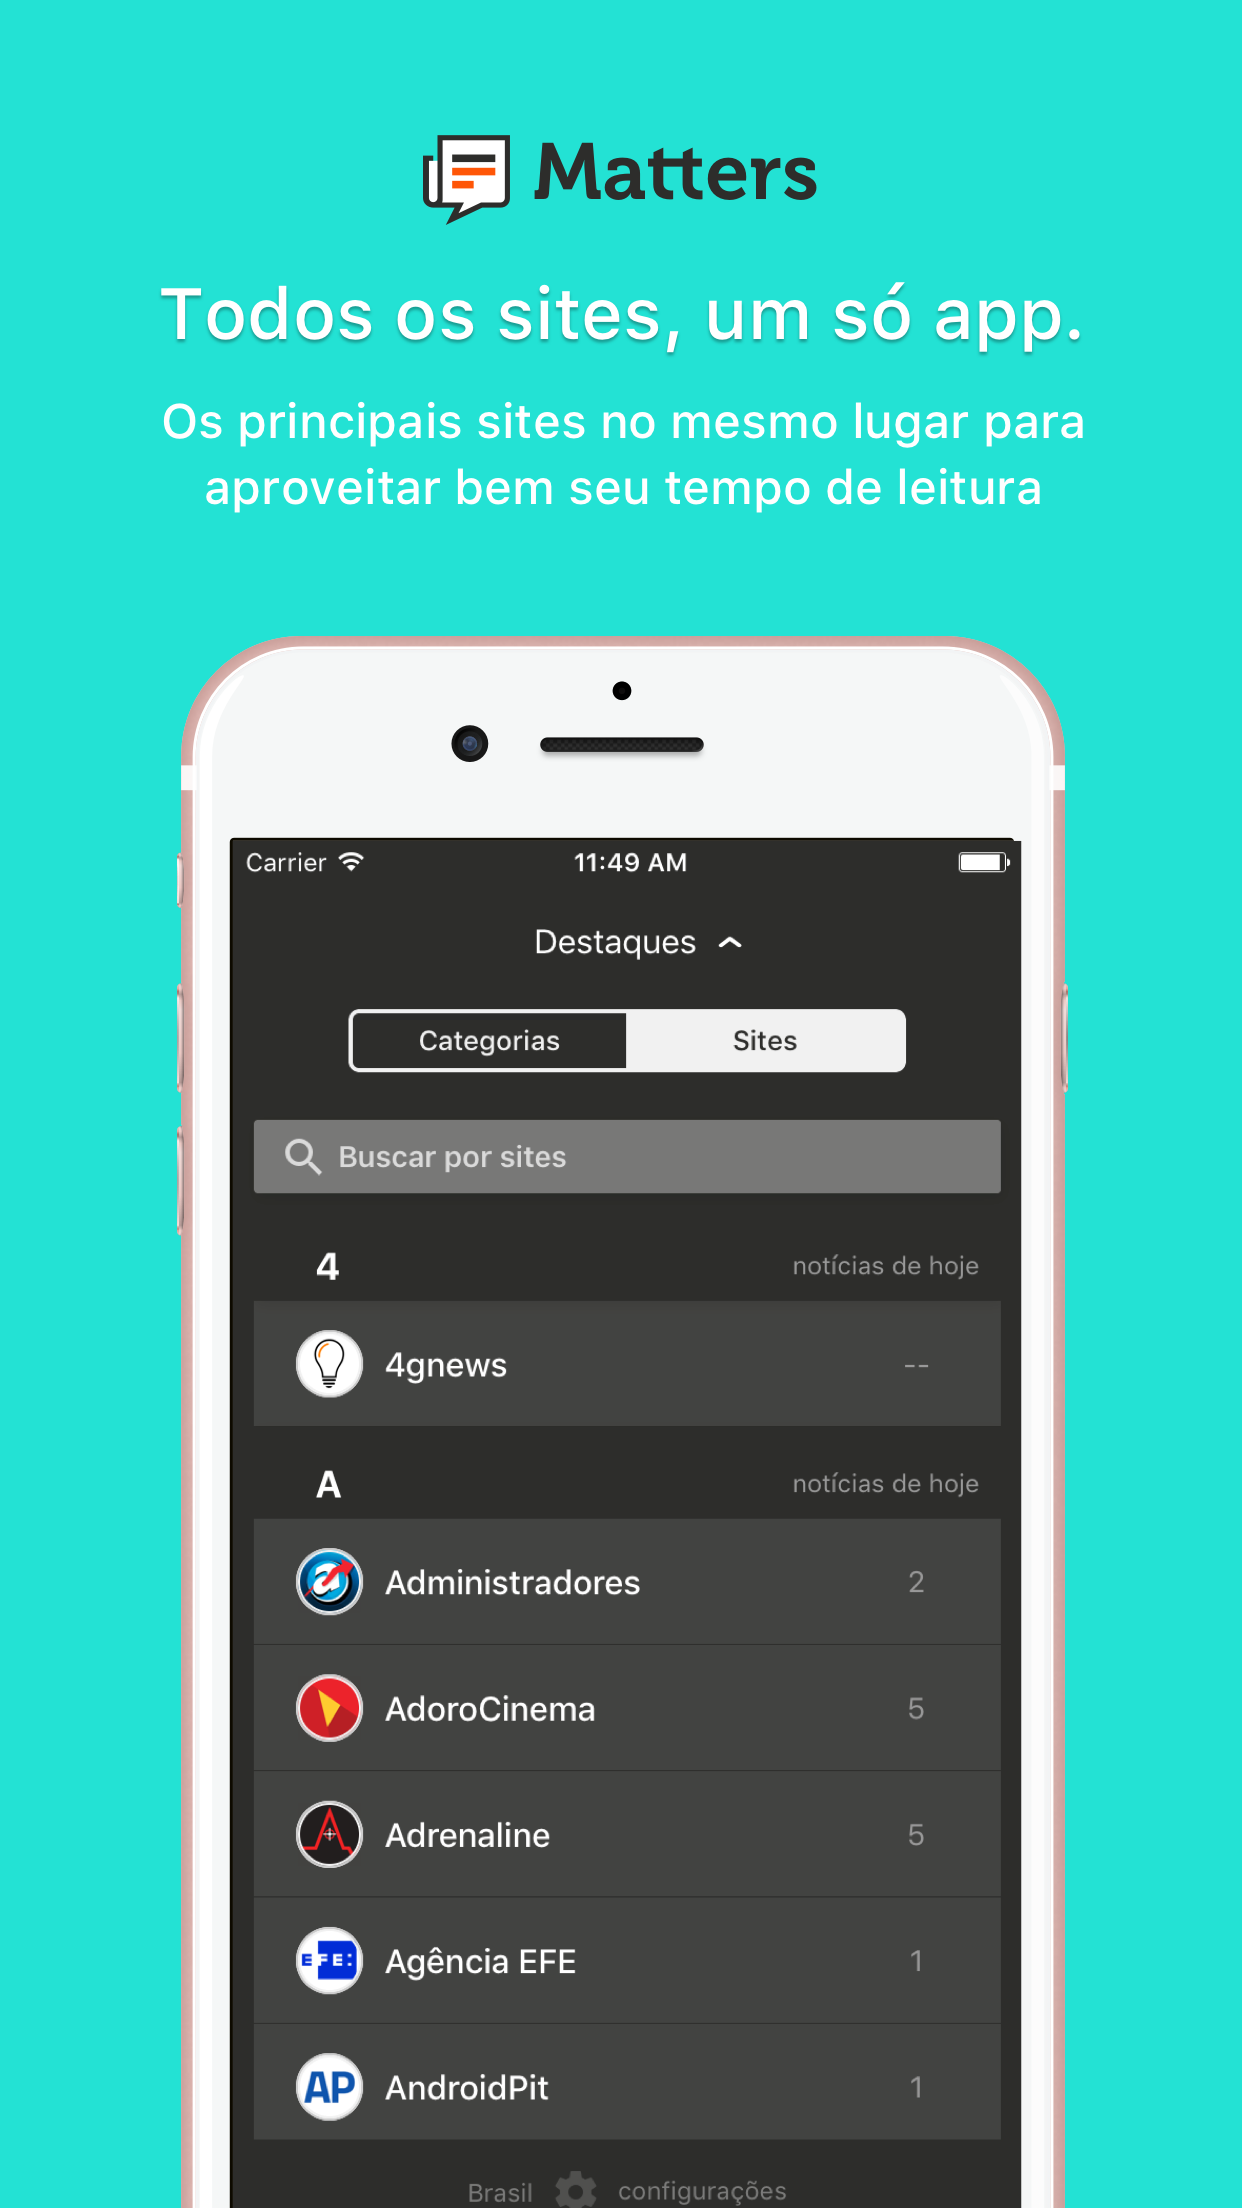 Matters
Todos os sites, um só app.
Os principais sites no mesmo lugar para
aproveitar bem seu tempo de leitura
Carrier 11:49 AM
Destaques
Categorias Sites
Buscar por sites
4 notícias de hoje
4gnews --
A notícias de hoje
a Administradores 2
AdoroCinema 5
Adrenaline 5
EFE: Agência EFE 1
AP AndroidPit 1
Brasil configurações